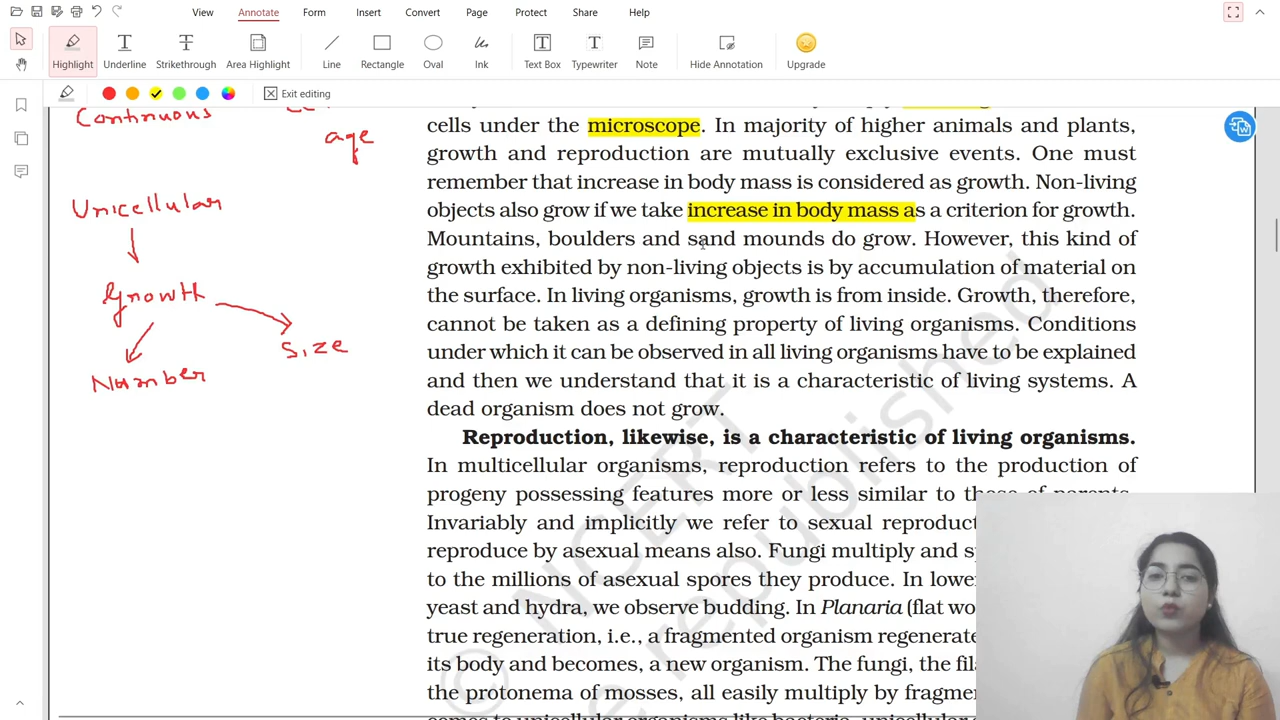 View Annotate Form Insert Convert Page Protect Share Help
Highlight Underline Strikethrough Area Highlight Line Rectangle Oval Ink Text Box Typewriter Note Hide Annotation Upgrade
Exit editing
Continuous
age
Unicellular
Growth
Size
Number
cells under the microscope. In majority of higher animals and plants,
growth and reproduction are mutually exclusive events. One must
remember that increase in body mass is considered as growth. Non-living
objects also grow if we take increase in body mass as a criterion for growth.
Mountains, boulders and sand mounds do grow. However, this kind of
growth exhibited by non-living objects is by accumulation of material on
the surface. In living organisms, growth is from inside. Growth, therefore,
cannot be taken as a defining property of living organisms. Conditions
under which it can be observed in all living organisms have to be explained
and then we understand that it is a characteristic of living systems. A
dead organism does not grow.
Reproduction, likewise, is a characteristic of living organisms.
In multicellular organisms, reproduction refers to the production of
progeny possessing features more or less similar to those of parents.
Invariably and implicitly we refer to sexual
reproduce by asexual means also. Fungi multiply and
to the millions of asexual spores they produce. In
yeast and hydra, we observe budding. In Planaria (flat
true regeneration, i.e., a fragmented organism
its body and becomes, a new organism. The fungi, the
the protonema of mosses, all easily multiply by
© NCERT
republished